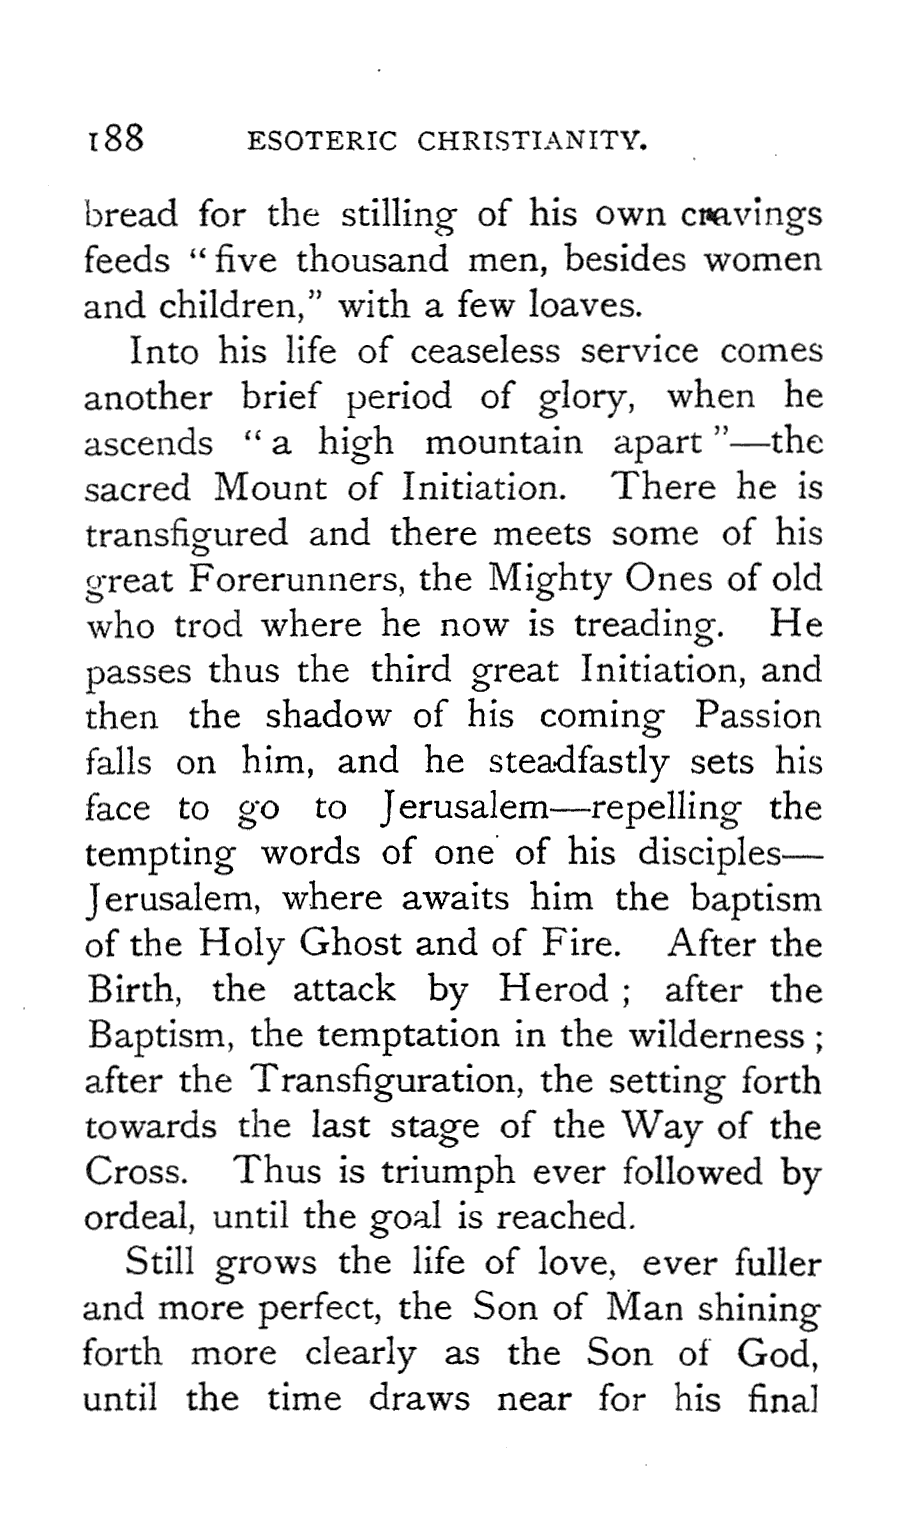 188 ESOTERIC CHRISTIANITY.
bread for the stilling of his own cravings
feeds “five thousand men, besides women
and children,” with a few loaves.
Into his life of ceaseless service comes
another brief period of glory, when he
ascends “a high mountain apart”—the
sacred Mount of Initiation. There he is
transfigured and there meets some of his
great Forerunners, the Mighty Ones of old
who trod where he now is treading. He
passes thus the third great Initiation, and
then the shadow of his coming Passion
falls on him, and he steadfastly sets his
face to go to Jerusalem—repelling the
tempting words of one of his disciples—
Jerusalem, where awaits him the baptism
of the Holy Ghost and of Fire. After the
Birth, the attack by Herod ; after the
Baptism, the temptation in the wilderness ;
after the Transfiguration, the setting forth
towards the last stage of the Way of the
Cross. Thus is triumph ever followed by
ordeal, until the goal is reached.
Still grows the life of love, ever fuller
and more perfect, the Son of Man shining
forth more clearly as the Son of God,
until the time draws near for his final